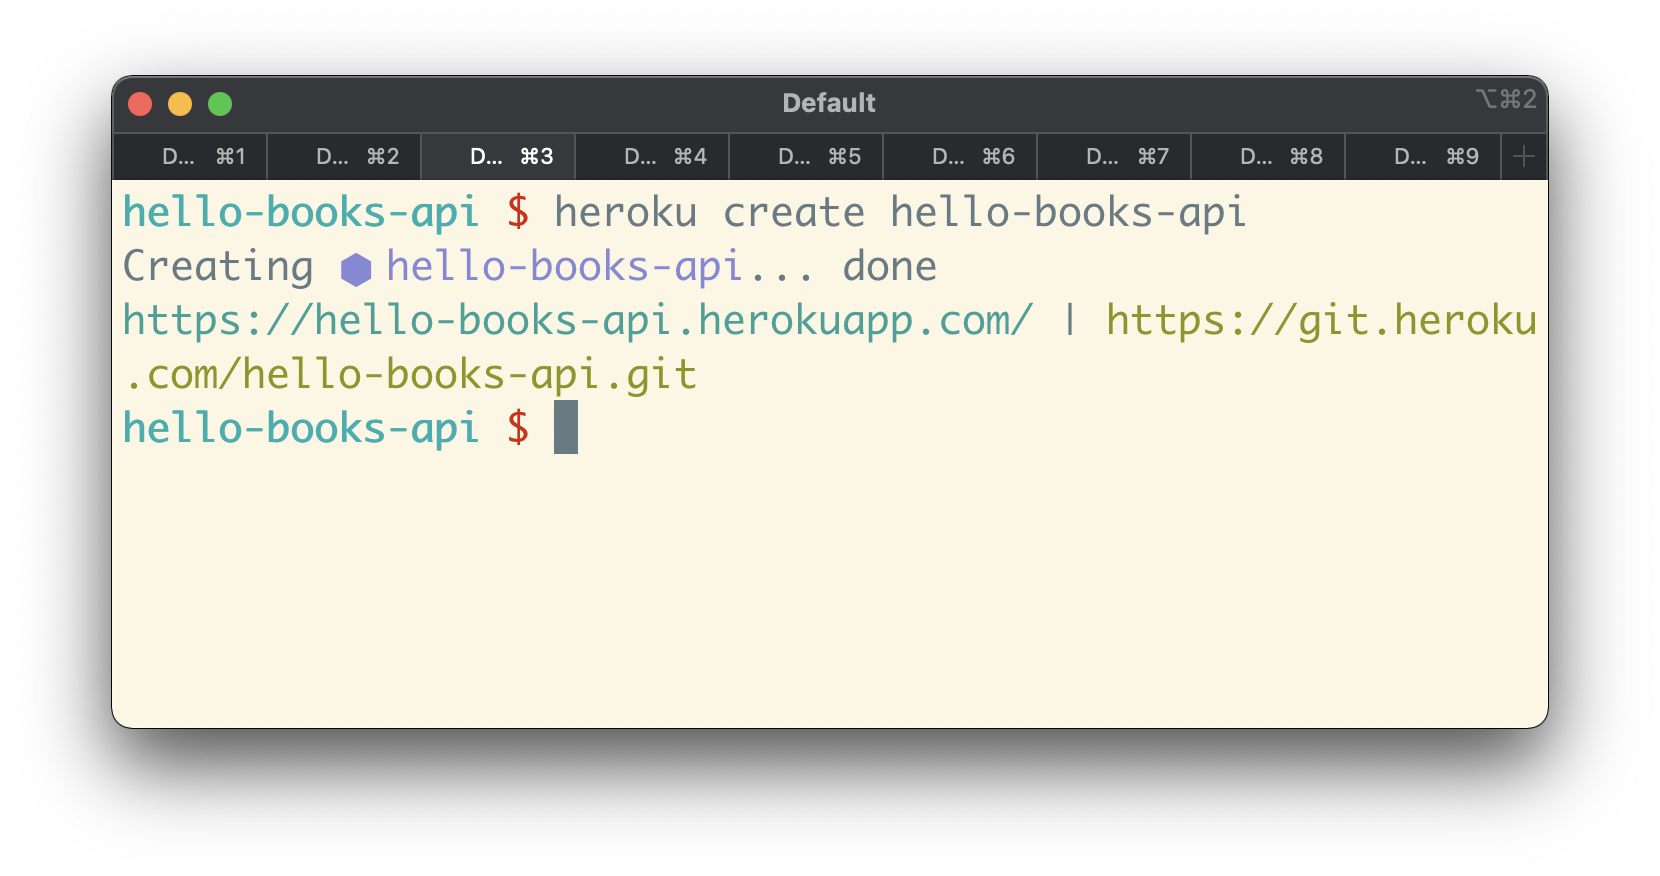 Default ⌥⌘2
D... ⌘1 D... ⌘2 D... ⌘3 D... ⌘4 D... ⌘5 D... ⌘6 D... ⌘7 D... ⌘8 D... ⌘9
hello-books-api $ heroku create hello-books-api
Creating ⬢ hello-books-api... done
https://hello-books-api.herokuapp.com/ | https://git.heroku
.com/hello-books-api.git
hello-books-api $